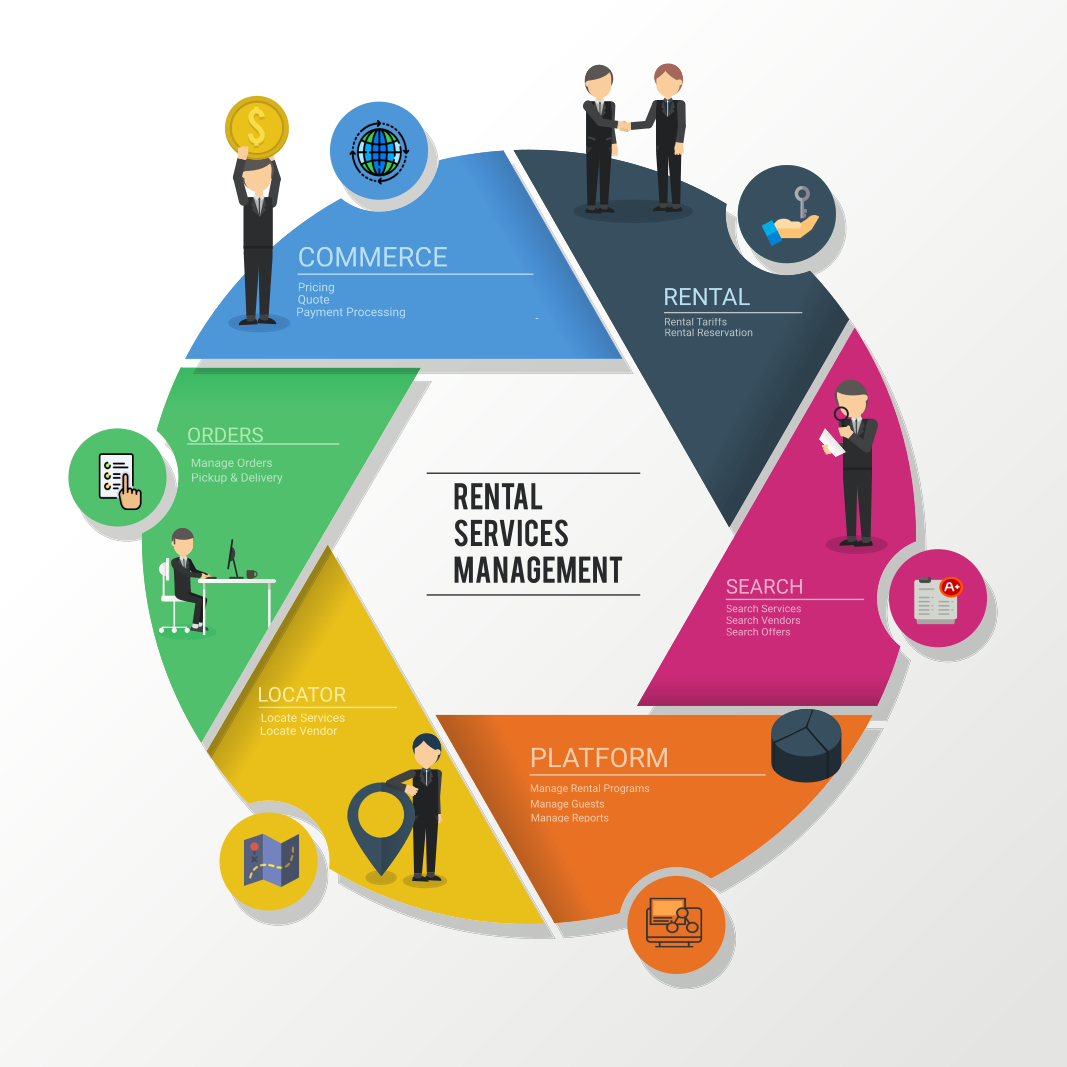 COMMERCE
Pricing
Quote
Payment Processing
-
RENTAL
Rental Tariffs
Rental Reservation
ORDERS
Manage Orders
Pickup & Delivery
RENTAL
SERVICES
MANAGEMENT
SEARCH
Search Services
Search Vendors
Search Offers
A+
LOCATOR
Locate Services
Locate Vendor
PLATFORM
Manage Rental Programs
Manage Guests
Manage Reports
$